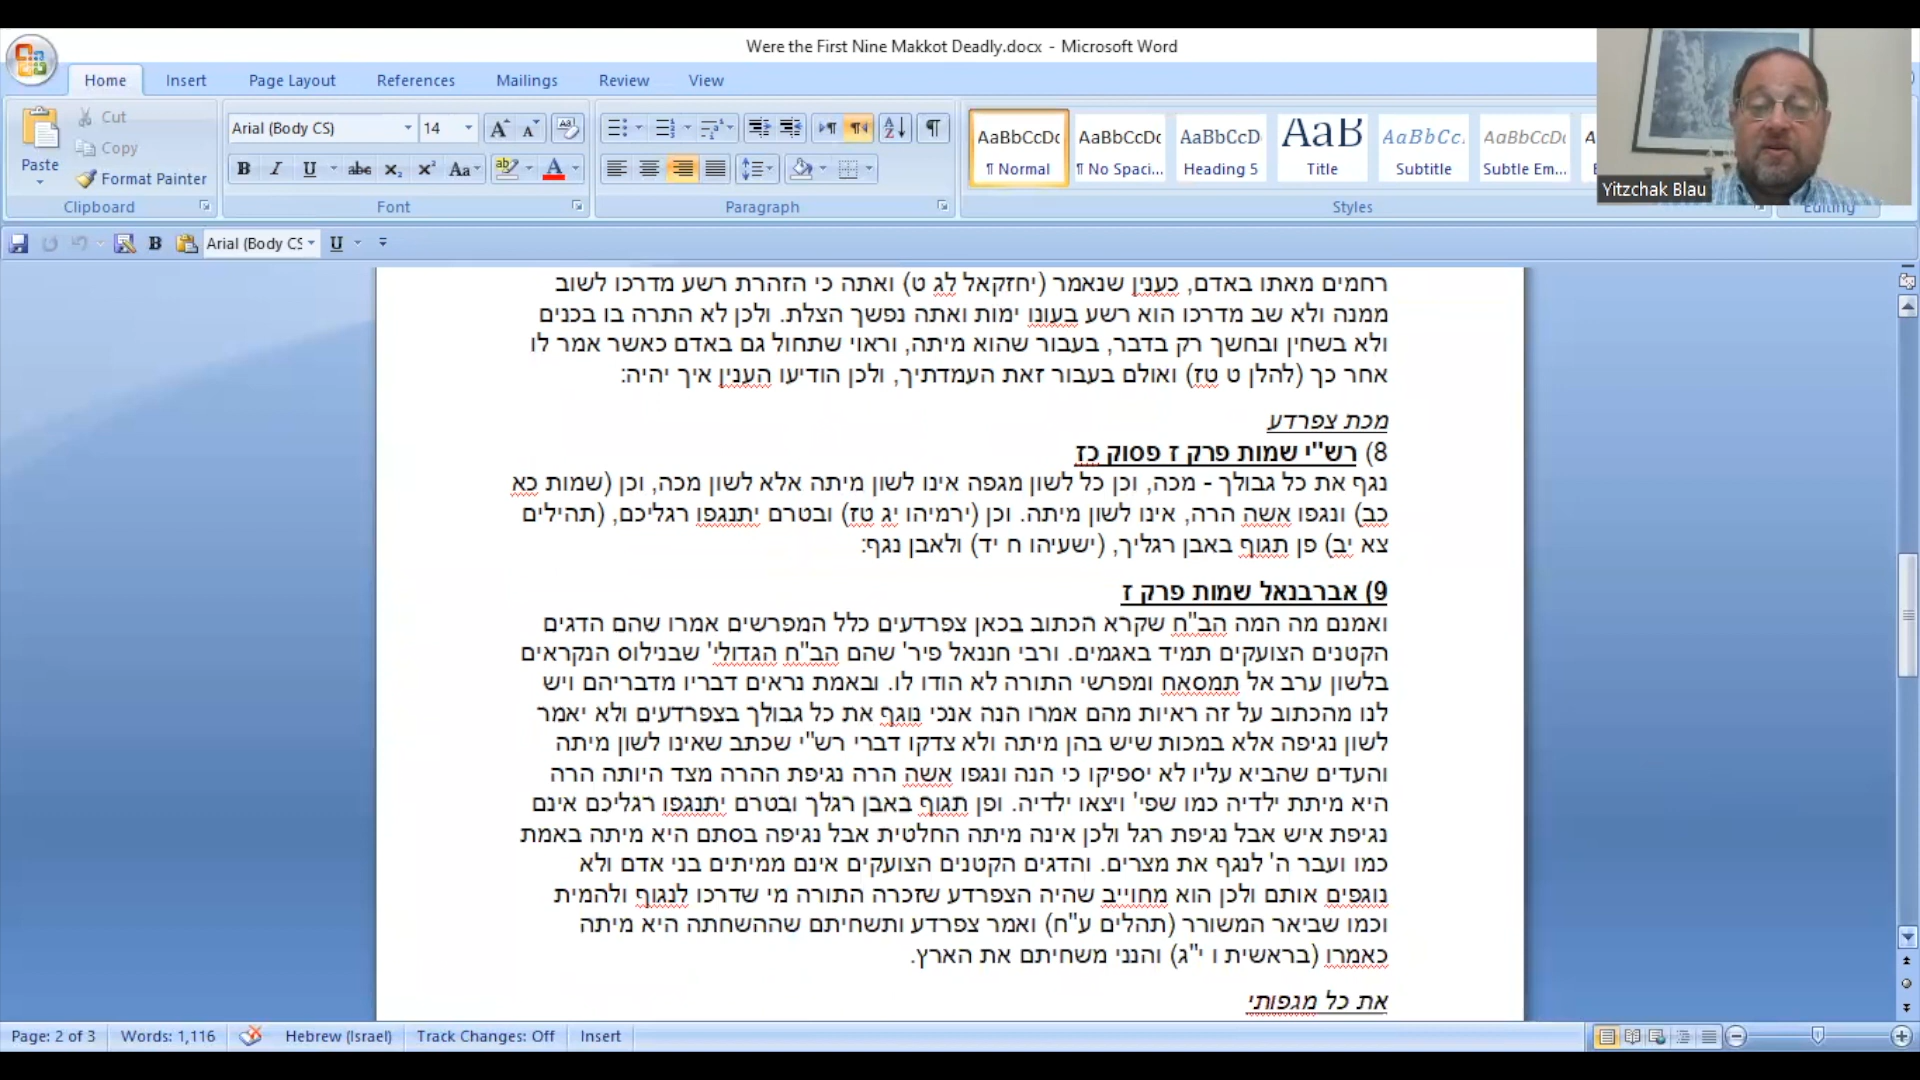 Were the First Nine Makkot Deadly.docx - Microsoft Word
Home Insert Page Layout References Mailings Review View
Paste
Cut
Copy
Format Painter
Clipboard
Arial (Body CS) 14
Font
Paragraph
AaBbCcDc AaBbCcDc AaBbCcD AaB AaBbCc. AaBbCcDc
¶ Normal ¶ No Spaci... Heading 5 Title Subtitle Subtle Em...
Styles
Editing
Yitzchak Blau
Arial (Body CS
רחמים מאתו באדם, כענין שנאמר (יחזקאל לג ט) ואתה כי הזהרת רשע מדרכו לשוב
ממנה ולא שב מדרכו הוא רשע בעונו ימות ואתה נפשך הצלת. ולכן לא התרה בו בכנים
ולא בשחין ובחשך רק בדבר, בעבור שהוא מיתה, וראוי שתחול גם באדם כאשר אמר לו
אחר כך (להלן ט טז) ואולם בעבור זאת העמדתיך, ולכן הודיעו הענין איך יהיה:
מכת צפרדע
8) רש"י שמות פרק ז פסוק כז
נגף את כל גבולך - מכה, וכן כל לשון מגפה אינו לשון מיתה אלא לשון מכה, וכן (שמות כא
כב) ונגפו אשה הרה, אינו לשון מיתה. וכן (ירמיהו יג טז) ובטרם יתנגפו רגליכם, (תהילים
צא יב) פן תגוף באבן רגליך, (ישעיהו ח יד) ולאבן נגף:
9) אברבנאל שמות פרק ז
ואמנם מה המה הב"ח שקרא הכתוב בכאן צפרדעים כלל המפרשים אמרו שהם הדגים
הקטנים הצועקים תמיד באגמים. ורבי חננאל פיר' שהם הב"ח הגדולי' שבנילוס הנקראים
בלשון ערב אל תמסאח ומפרשי התורה לא הודו לו. ובאמת נראים דבריו מדבריהם ויש
לנו מהכתוב על זה ראיות מהם אמרו הנה אנכי נוגף את כל גבולך בצפרדעים ולא יאמר
לשון נגיפה אלא במכות שיש בהן מיתה ולא צדקו דברי רש"י שכתב שאינו לשון מיתה
והעדים שהביא עליו לא יספיקו כי הנה ונגפו אשה הרה נגיפת ההרה מצד היותה הרה
היא מיתת ילדיה כמו שפי' ויצאו ילדיה. ופן תגוף באבן רגלך ובטרם יתנגפו רגליכם אינם
נגיפת איש אבל נגיפת רגל ולכן אינה מיתה החלטית אבל נגיפה בסתם היא מיתה באמת
כמו ועבר ה' לנגף את מצרים. והדגים הקטנים הצועקים אינם ממיתים בני אדם ולא
נוגפים אותם ולכן הוא מחוייב שהיה הצפרדע שזכרה התורה מי שדרכו לנגוף ולהמית
וכמו שביאר המשורר (תהלים ע"ח) ואמר צפרדע ותשחיתם שההשחתה היא מיתה
כאמרו (בראשית ו י"ג) והנני משחיתם את הארץ.
את כל מגפותי
Page: 2 of 3 Words: 1,116 Hebrew (Israel) Track Changes: Off Insert